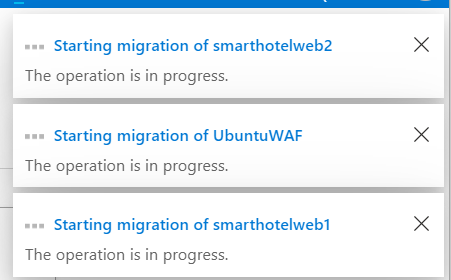 Starting migration of smarthotelweb2
The operation is in progress.
Starting migration of UbuntuWAF
The operation is in progress.
Starting migration of smarthotelweb1
The operation is in progress.